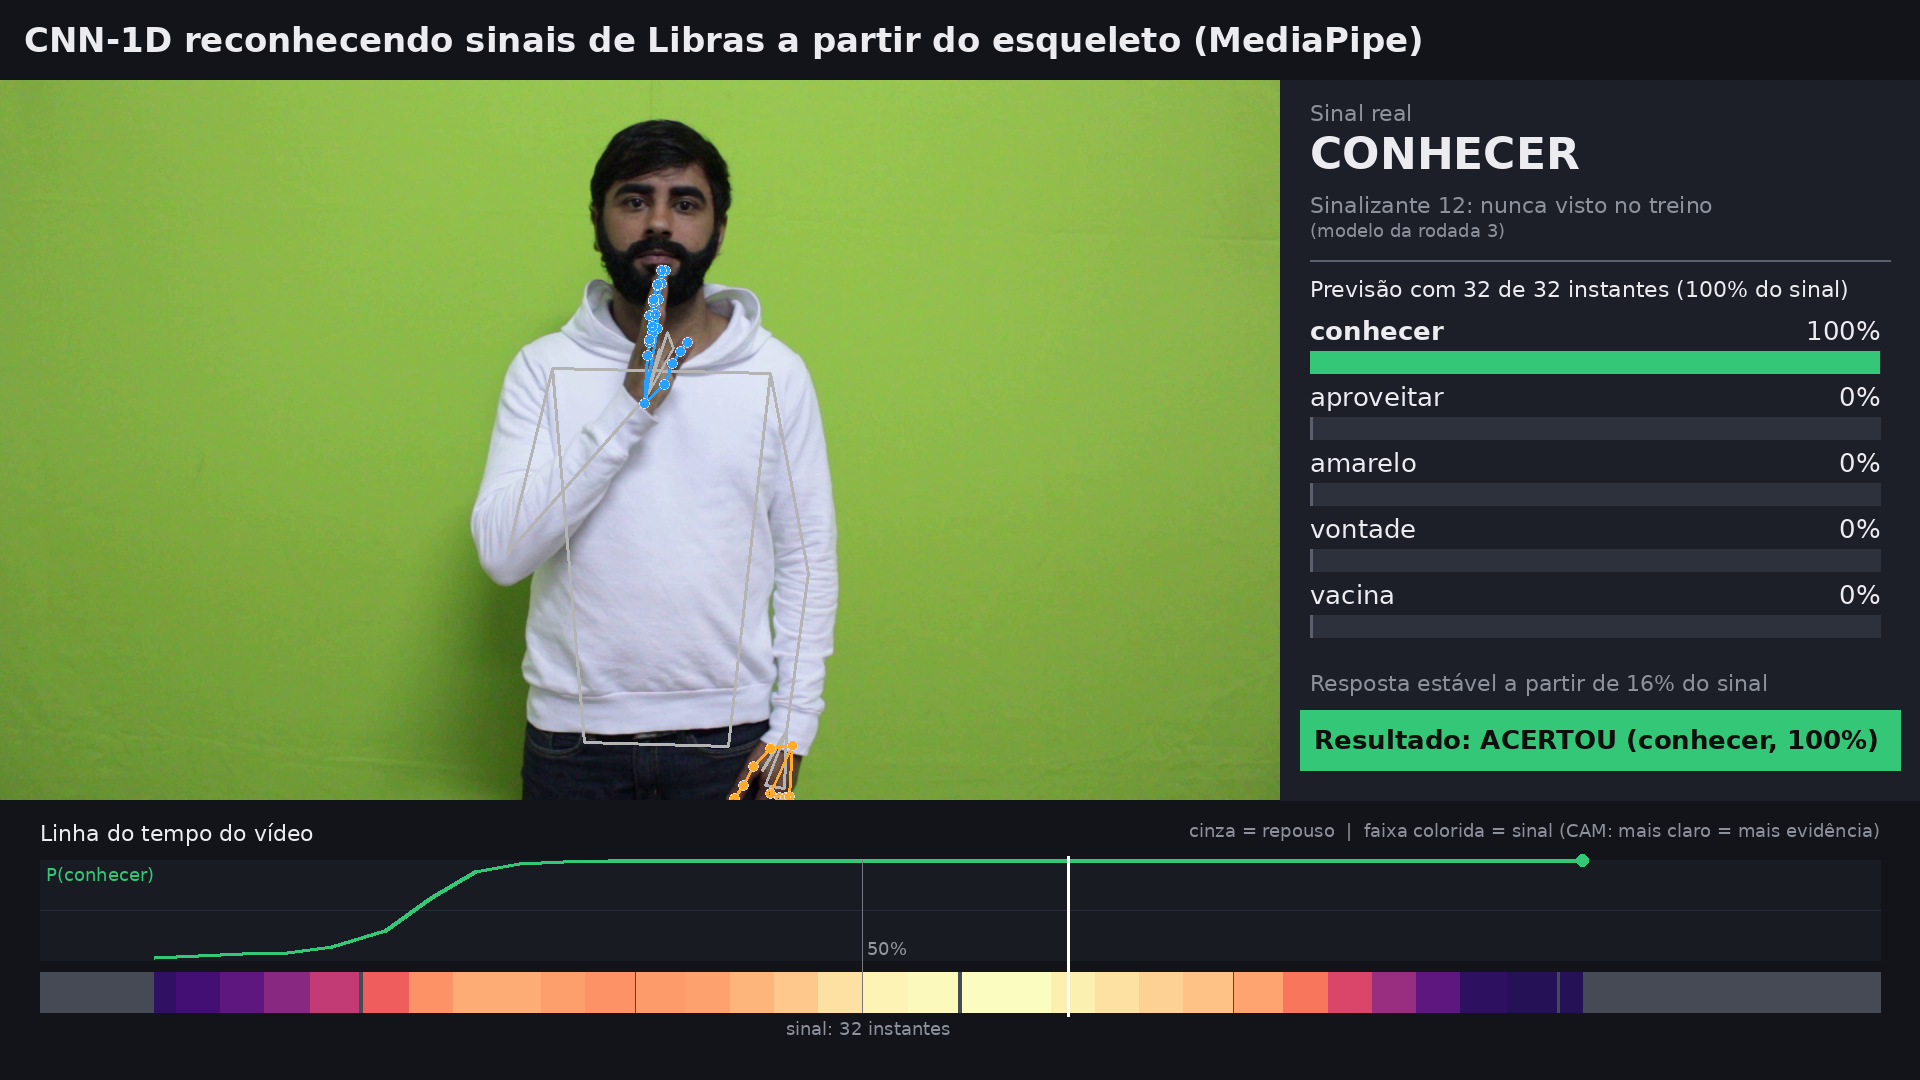 CNN-1D reconhecendo sinais de Libras a partir do esqueleto (MediaPipe)
Sinal real
CONHECER
Sinalizante 12: nunca visto no treino
(modelo da rodada 3)
Previsão com 32 de 32 instantes (100% do sinal)
conhecer 100%
aproveitar 0%
amarelo 0%
vontade 0%
vacina 0%
Resposta estável a partir de 16% do sinal
Resultado: ACERTOU (conhecer, 100%)
Linha do tempo do vídeo
cinza = repouso | faixa colorida = sinal (CAM: mais claro = mais evidência)
P(conhecer)
50%
sinal: 32 instantes